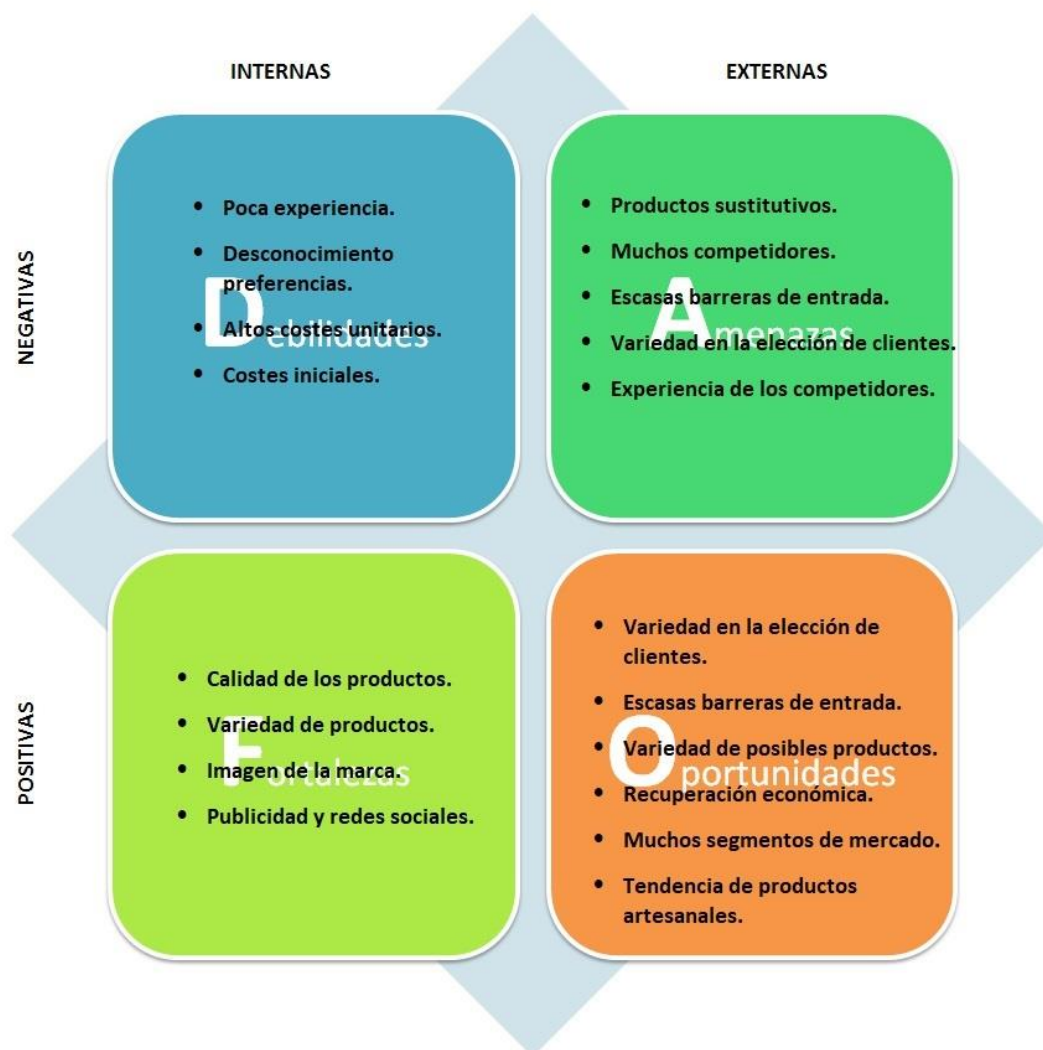 INTERNAS
EXTERNAS
NEGATIVAS
• Poca experiencia.
• Desconocimiento
preferencias.
• Altos costes unitarios.
• Costes iniciales.
Debilidades
• Productos sustitutivos.
• Muchos competidores.
• Escasas barreras de entrada.
• Variedad en la elección de clientes.
• Experiencia de los competidores.
Amenazas
POSITIVAS
• Calidad de los productos.
• Variedad de productos.
• Imagen de la marca.
• Publicidad y redes sociales.
Fortalezas
• Variedad en la elección de
clientes.
• Escasas barreras de entrada.
• Variedad de posibles productos.
• Recuperación económica.
• Muchos segmentos de mercado.
• Tendencia de productos
artesanales.
Oportunidades